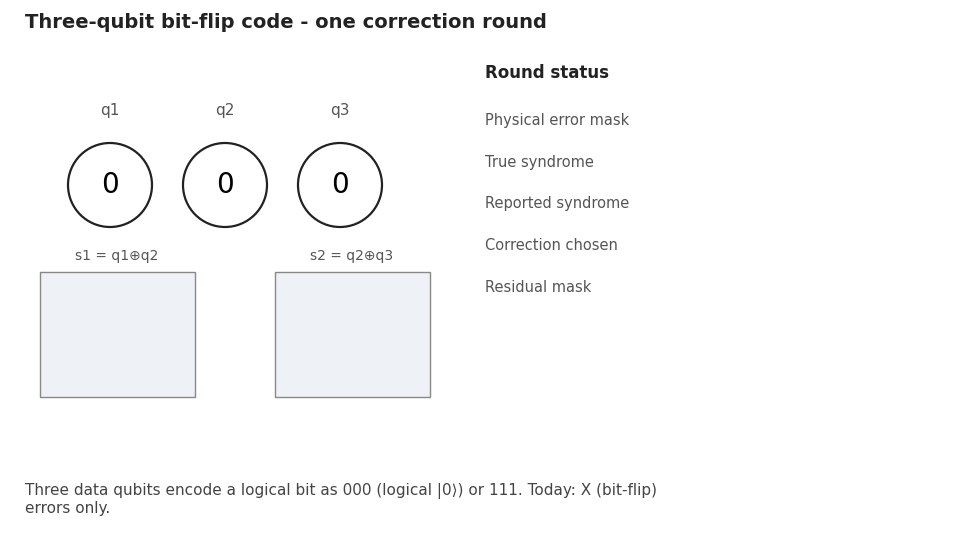 Three-qubit bit-flip code - one correction round
q1 q2 q3
0 0 0
s1 = q1⊕q2 s2 = q2⊕q3
Round status
Physical error mask
True syndrome
Reported syndrome
Correction chosen
Residual mask
Three data qubits encode a logical bit as 000 (logical |0⟩) or 111. Today: X (bit-flip)
errors only.